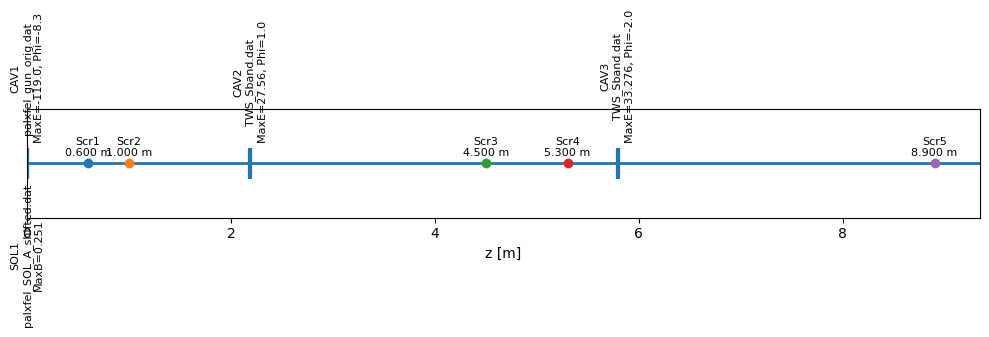 CAV1
palxfel_gun_orig.dat
MaxE=-119.0, Phi=-8.3
CAV2
TWS_Sband.dat
MaxE=27.56, Phi=1.0
CAV3
TWS_Sband.dat
MaxE=33.276, Phi=-2.0
Scr1
0.600 m
Scr2
1.000 m
Scr3
4.500 m
Scr4
5.300 m
Scr5
8.900 m
SOL1
palxfel_SOL_A_shifted.dat
MaxB=0.251
0 2 4 6 8
z [m]